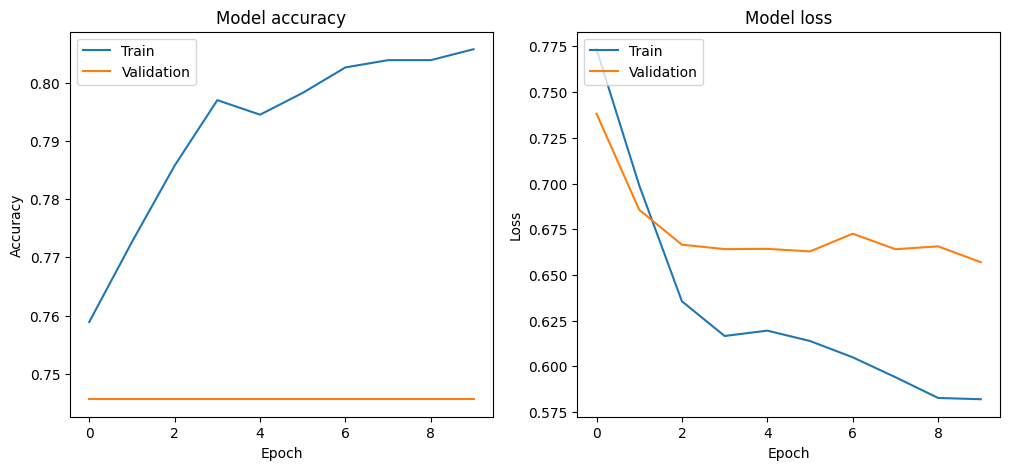 Model accuracy
Train
Validation
0.80
0.79
0.78
0.77
0.76
0.75
Accuracy
0 2 4 6 8
Epoch
Model loss
Train
Validation
0.775
0.750
0.725
0.700
0.675
0.650
0.625
0.600
0.575
Loss
0 2 4 6 8
Epoch